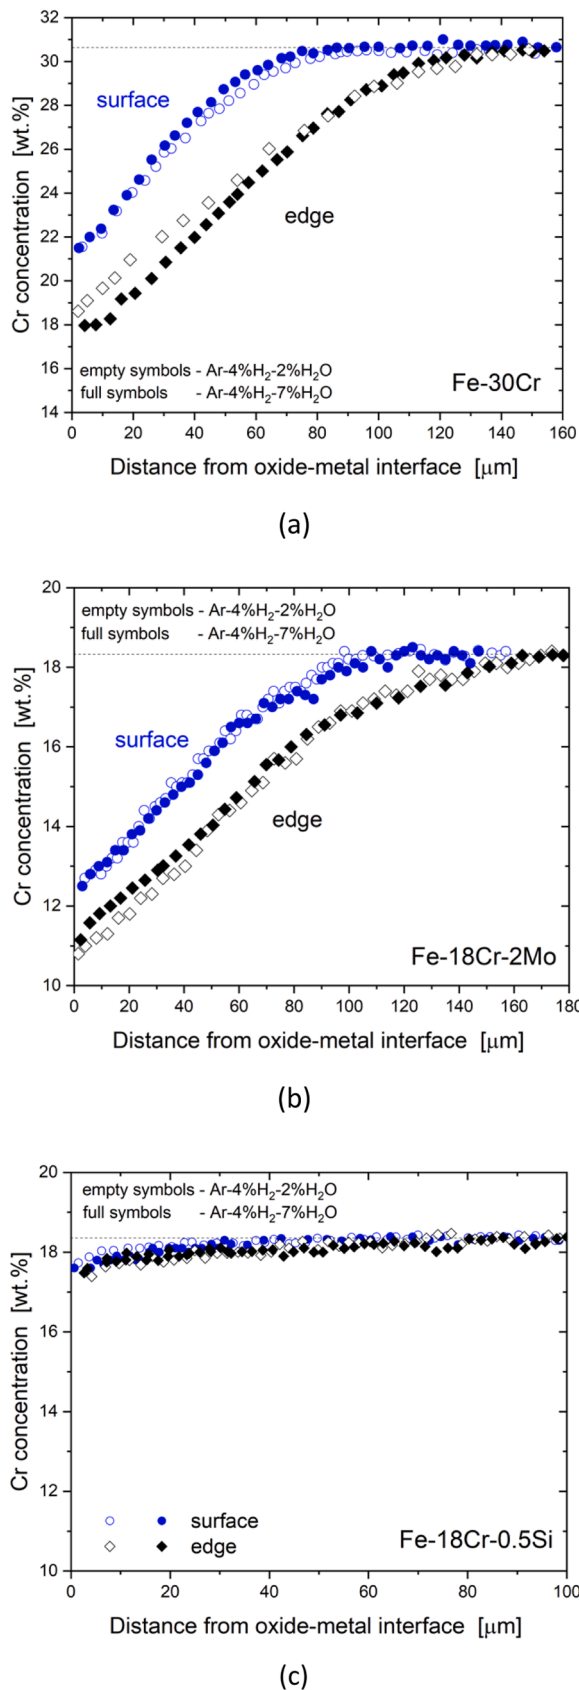 32
30
28
26
24
22
20
18
16
14
Cr concentration [wt.%]
surface
edge
empty symbols - Ar-4%H₂-2%H₂O
full symbols - Ar-4%H₂-7%H₂O
Fe-30Cr
0 20 40 60 80 100 120 140 160
Distance from oxide-metal interface [μm]
(a)
20
18
16
14
12
10
Cr concentration [wt.%]
empty symbols - Ar-4%H₂-2%H₂O
full symbols - Ar-4%H₂-7%H₂O
surface
edge
Fe-18Cr-2Mo
0 20 40 60 80 100 120 140 160 180
Distance from oxide-metal interface [μm]
(b)
20
18
16
14
12
10
Cr concentration [wt.%]
empty symbols - Ar-4%H₂-2%H₂O
full symbols - Ar-4%H₂-7%H₂O
surface
edge
Fe-18Cr-0.5Si
0 20 40 60 80 100
Distance from oxide-metal interface [μm]
(c)